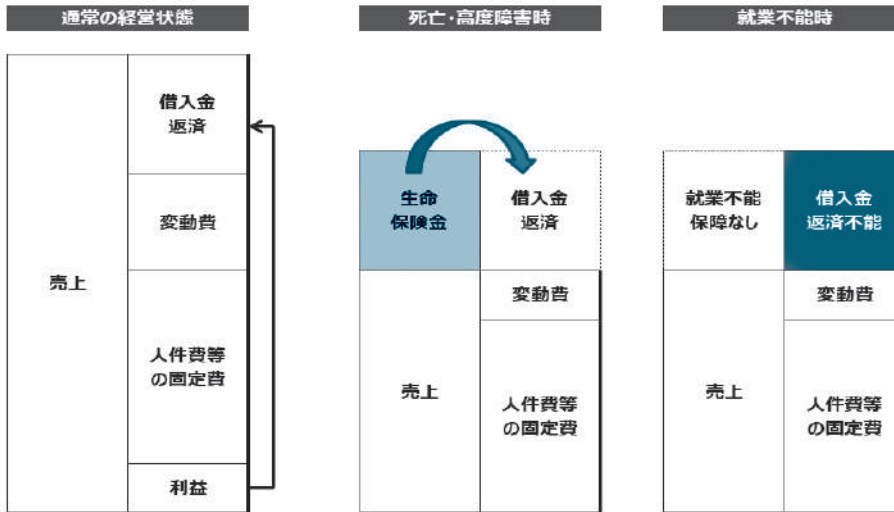 通常の経営状態
借入金
返済
変動費
売上
人件費等
の固定費
利益
死亡・高度障害時
生命
保険金
借入金
返済
変動費
売上
人件費等
の固定費
就業不能時
就業不能
保障なし
借入金
返済不能
変動費
売上
人件費等
の固定費